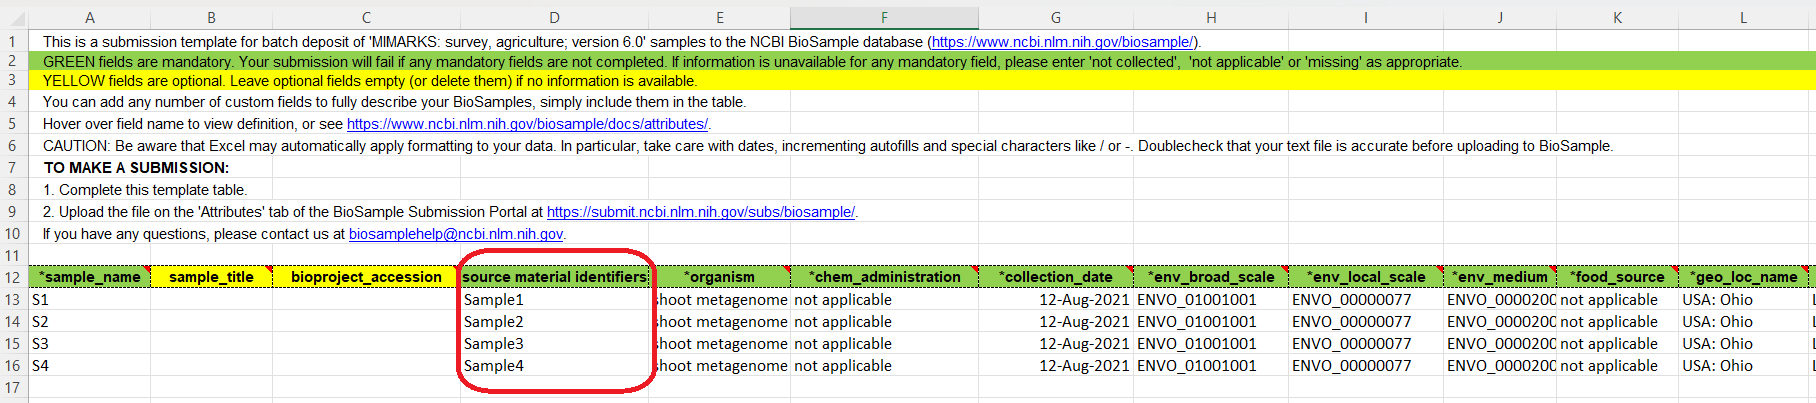 A B C D E F G H I J K L
1 This is a submission template for batch deposit of 'MIMARKS: survey, agriculture; version 6.0' samples to the NCBI BioSample database (https://www.ncbi.nlm.nih.gov/biosample/).
2 GREEN fields are mandatory. Your submission will fail if any mandatory fields are not completed. If information is unavailable for any mandatory field, please enter 'not collected', 'not applicable' or 'missing' as appropriate.
3 YELLOW fields are optional. Leave optional fields empty (or delete them) if no information is available.
4 You can add any number of custom fields to fully describe your BioSamples, simply include them in the table.
5 Hover over field name to view definition, or see https://www.ncbi.nlm.nih.gov/biosample/docs/attributes/.
6 CAUTION: Be aware that Excel may automatically apply formatting to your data. In particular, take care with dates, incrementing autofills and special characters like / or -. Doublecheck that your text file is accurate before uploading to BioSample.
7 TO MAKE A SUBMISSION:
8 1. Complete this template table.
9 2. Upload the file on the 'Attributes' tab of the BioSample Submission Portal at https://submit.ncbi.nlm.nih.gov/subs/biosample/.
10 If you have any questions, please contact us at biosamplehelp@ncbi.nlm.nih.gov.
11
12 *sample_name sample_title bioproject_accession source material identifiers *organism *chem_administration *collection_date *env_broad_scale *env_local_scale *env_medium *food_source *geo_loc_name
13 S1 Sample1 shoot metagenome not applicable 12-Aug-2021 ENVO_01001001 ENVO_00000077 ENVO_0000200 not applicable USA: Ohio
14 S2 Sample2 shoot metagenome not applicable 12-Aug-2021 ENVO_01001001 ENVO_00000077 ENVO_0000200 not applicable USA: Ohio
15 S3 Sample3 shoot metagenome not applicable 12-Aug-2021 ENVO_01001001 ENVO_00000077 ENVO_0000200 not applicable USA: Ohio
16 S4 Sample4 shoot metagenome not applicable 12-Aug-2021 ENVO_01001001 ENVO_00000077 ENVO_0000200 not applicable USA: Ohio
17